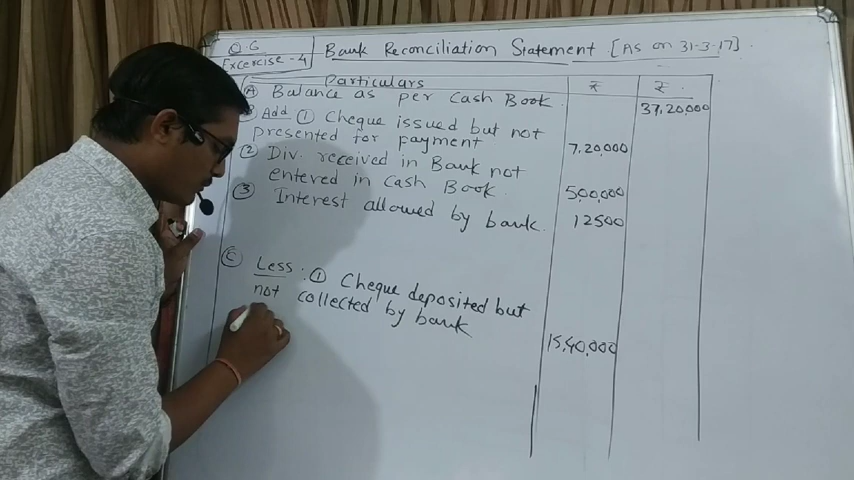 Q.6
Excercise-4
Bank Reconciliation Statement [As on 31-3-17].
Particulars ₹ ₹
(A) Balance as per Cash Book 37,20,000
(B) Add ① Cheque issued but not
presented for payment 7,20,000
② Div. received in Bank not
entered in Cash Book. 5,00,000
③ Interest allowed by bank. 12500
(C) Less: ① Cheque deposited but
not collected by bank 15,40,000